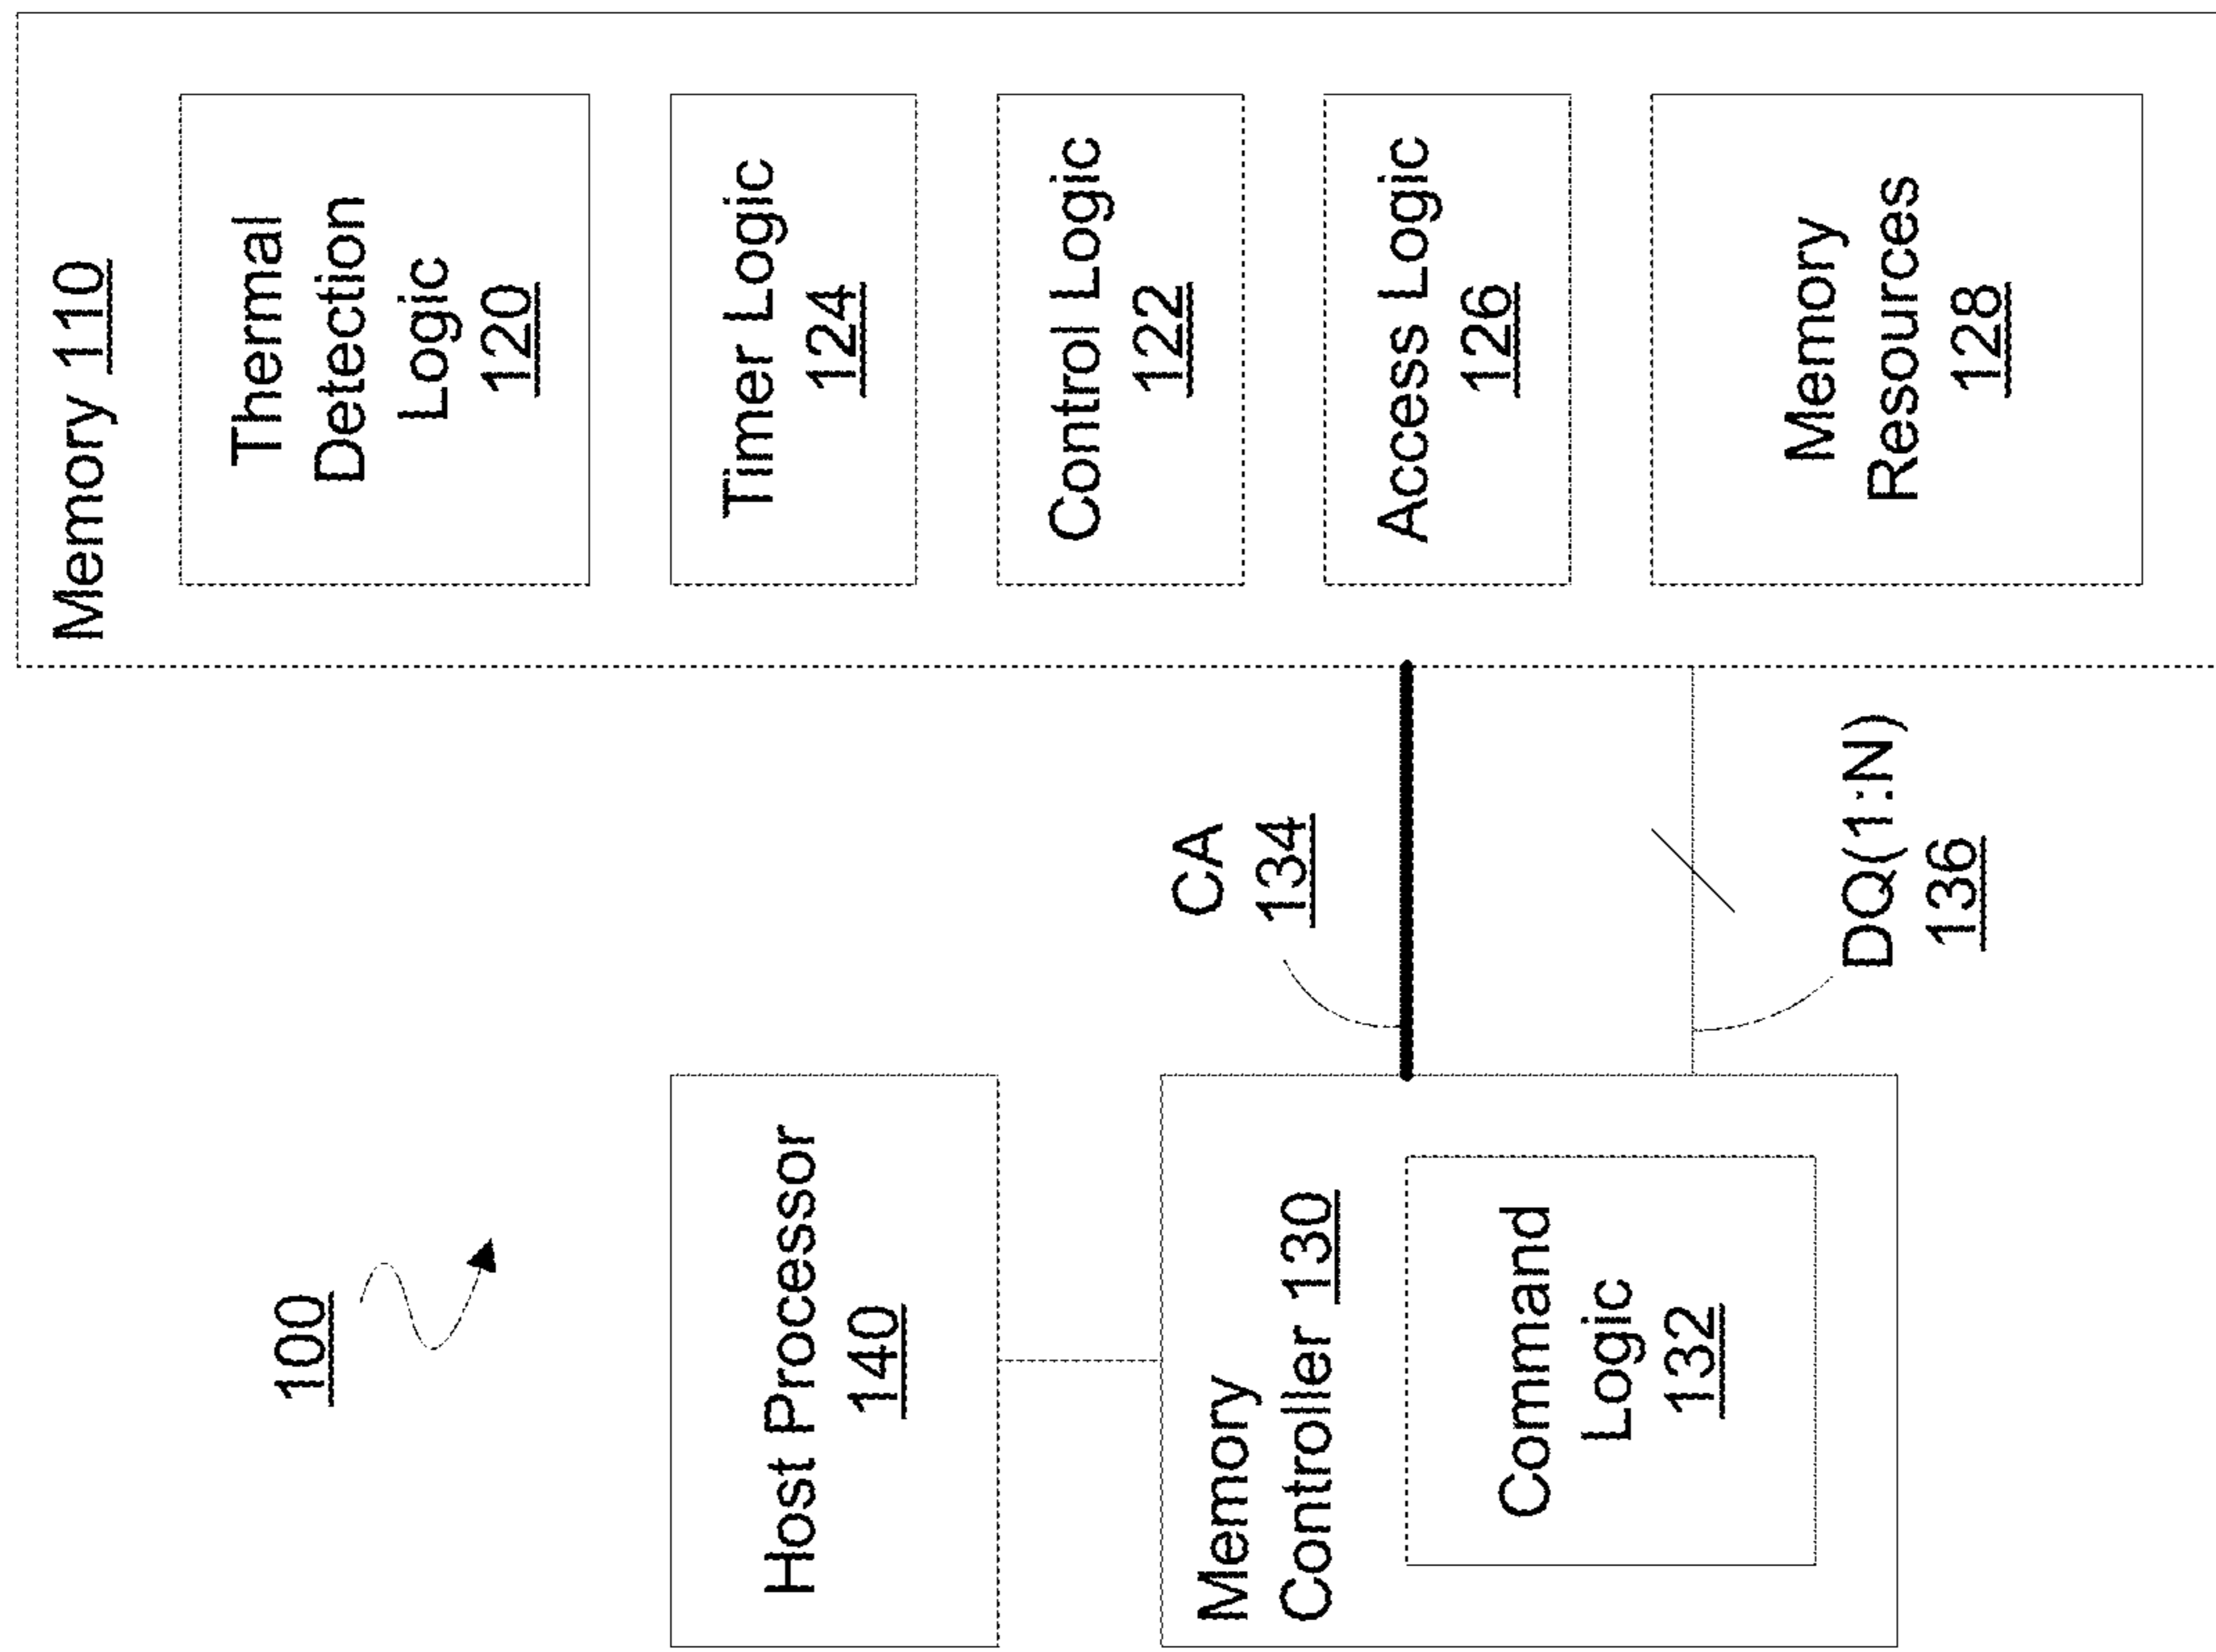 100
Host Processor
140
Memory
Controller 130
Command
Logic
132
CA
134
DQ(1:N)
136
Memory 110
Thermal
Detection
Logic
120
Timer Logic
124
Control Logic
122
Access Logic
126
Memory
Resources
128